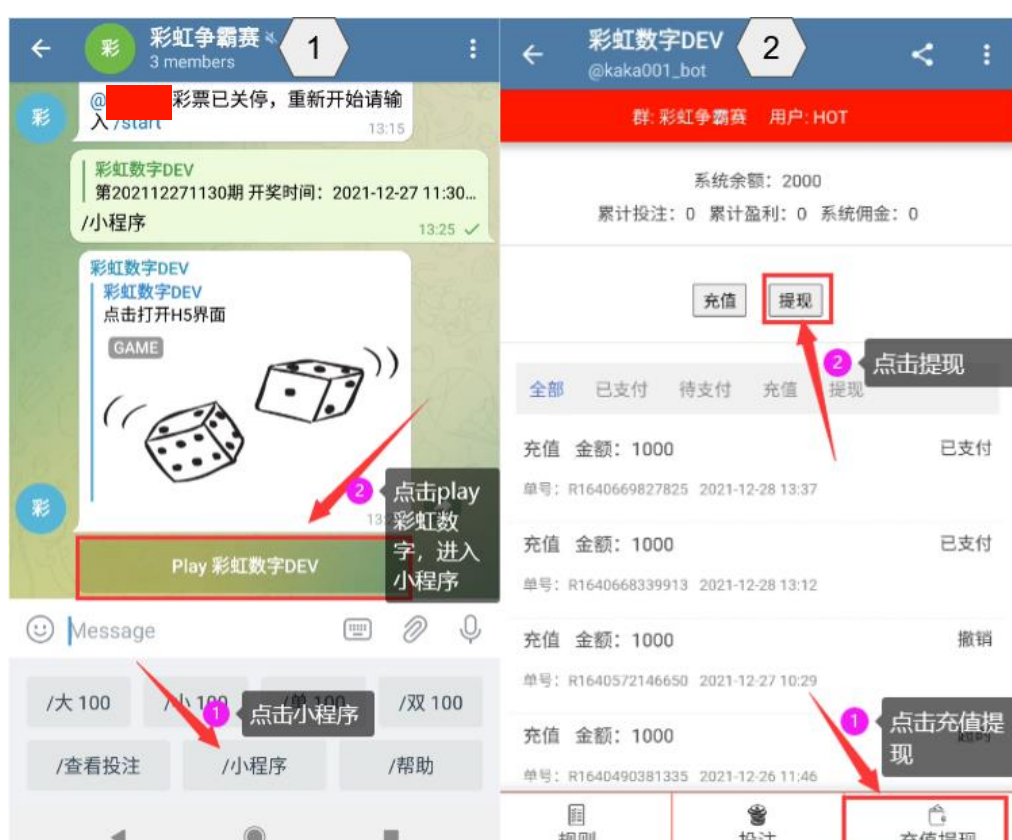 彩
彩虹争霸赛
3 members
1
彩
@
彩票已关停，重新开始请输
入 /start
13:15
彩虹数字DEV
第202112271130期 开奖时间：2021-12-27 11:30...
/小程序
13:25
彩虹数字DEV
彩虹数字DEV
点击打开H5界面
GAME
彩
2
点击play
彩虹数
字，进入
小程序
Play 彩虹数字DEV
Message
/大 100
/双 100
1
点击小程序
/查看投注
/小程序
/帮助
彩虹数字DEV
@kaka001_bot
2
群: 彩虹争霸赛 用户: HOT
系统余额：2000
累计投注：0 累计盈利：0 系统佣金：0
充值
提现
2
点击提现
全部
已支付
待支付
充值
提现
充值 金额：1000
已支付
单号：R1640669827825 2021-12-28 13:37
充值 金额：1000
已支付
单号：R1640668339913 2021-12-28 13:12
充值 金额：1000
撤销
单号：R1640572146650 2021-12-27 10:29
1
点击充值提
现
充值 金额：1000
单号：R1640490381335 2021-12-26 11:46
规则
投注
充值提现